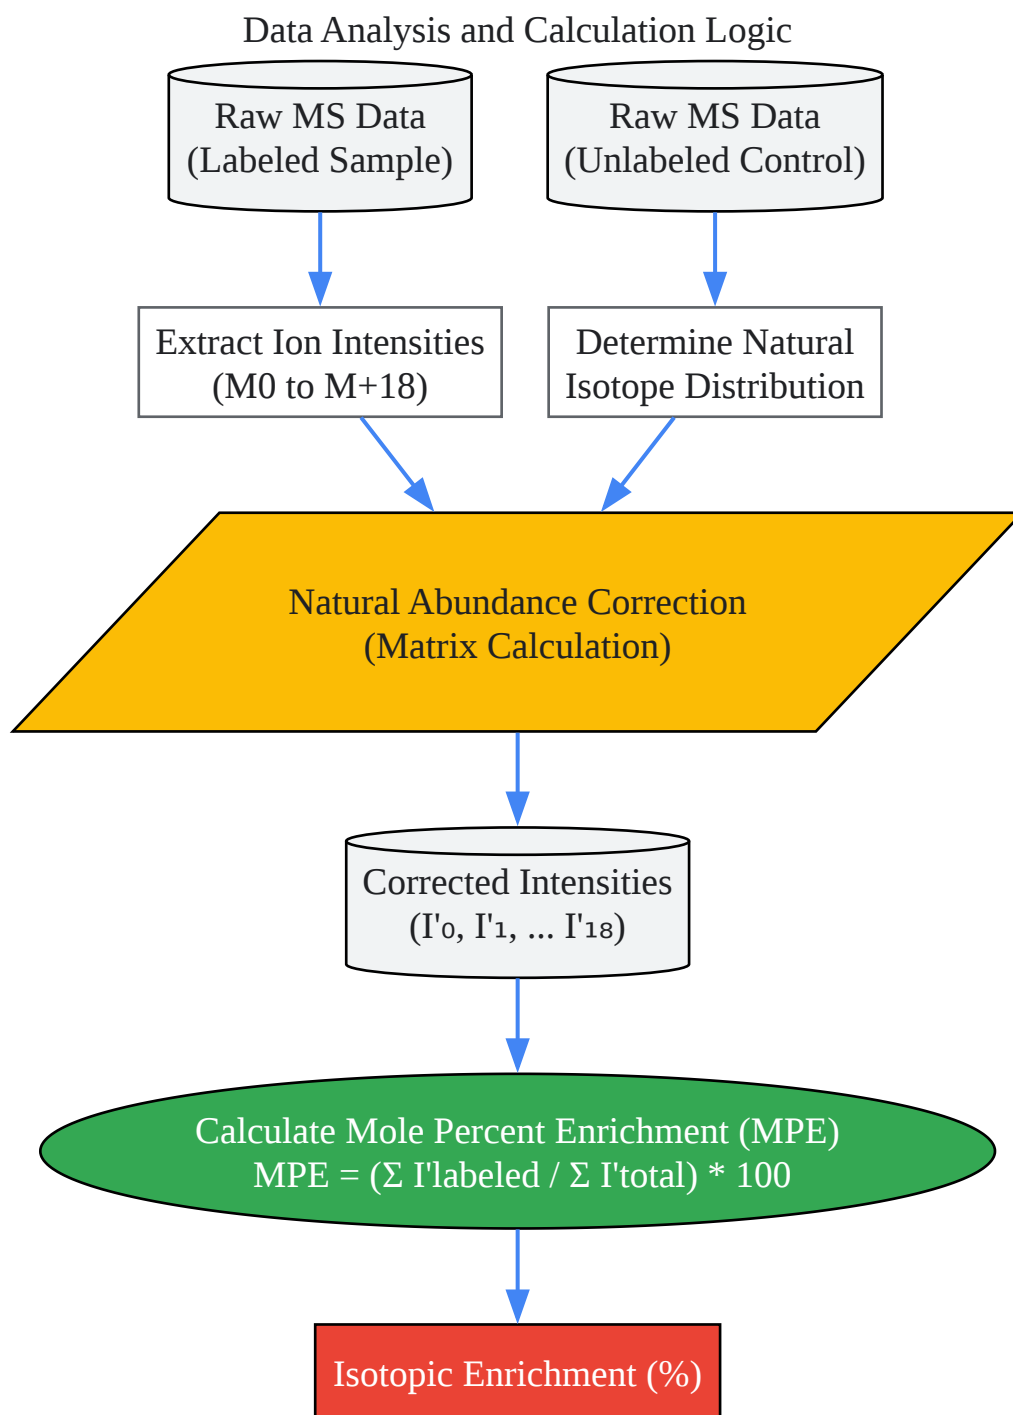 Data Analysis and Calculation Logic
Raw MS Data
(Labeled Sample)
Raw MS Data
(Unlabeled Control)
Extract Ion Intensities
(M0 to M+18)
Determine Natural
Isotope Distribution
Natural Abundance Correction
(Matrix Calculation)
Corrected Intensities
(I'₀, I'₁, ... I'₁₈)
Calculate Mole Percent Enrichment (MPE)
MPE = (Σ I'labeled / Σ I'total) * 100
Isotopic Enrichment (%)